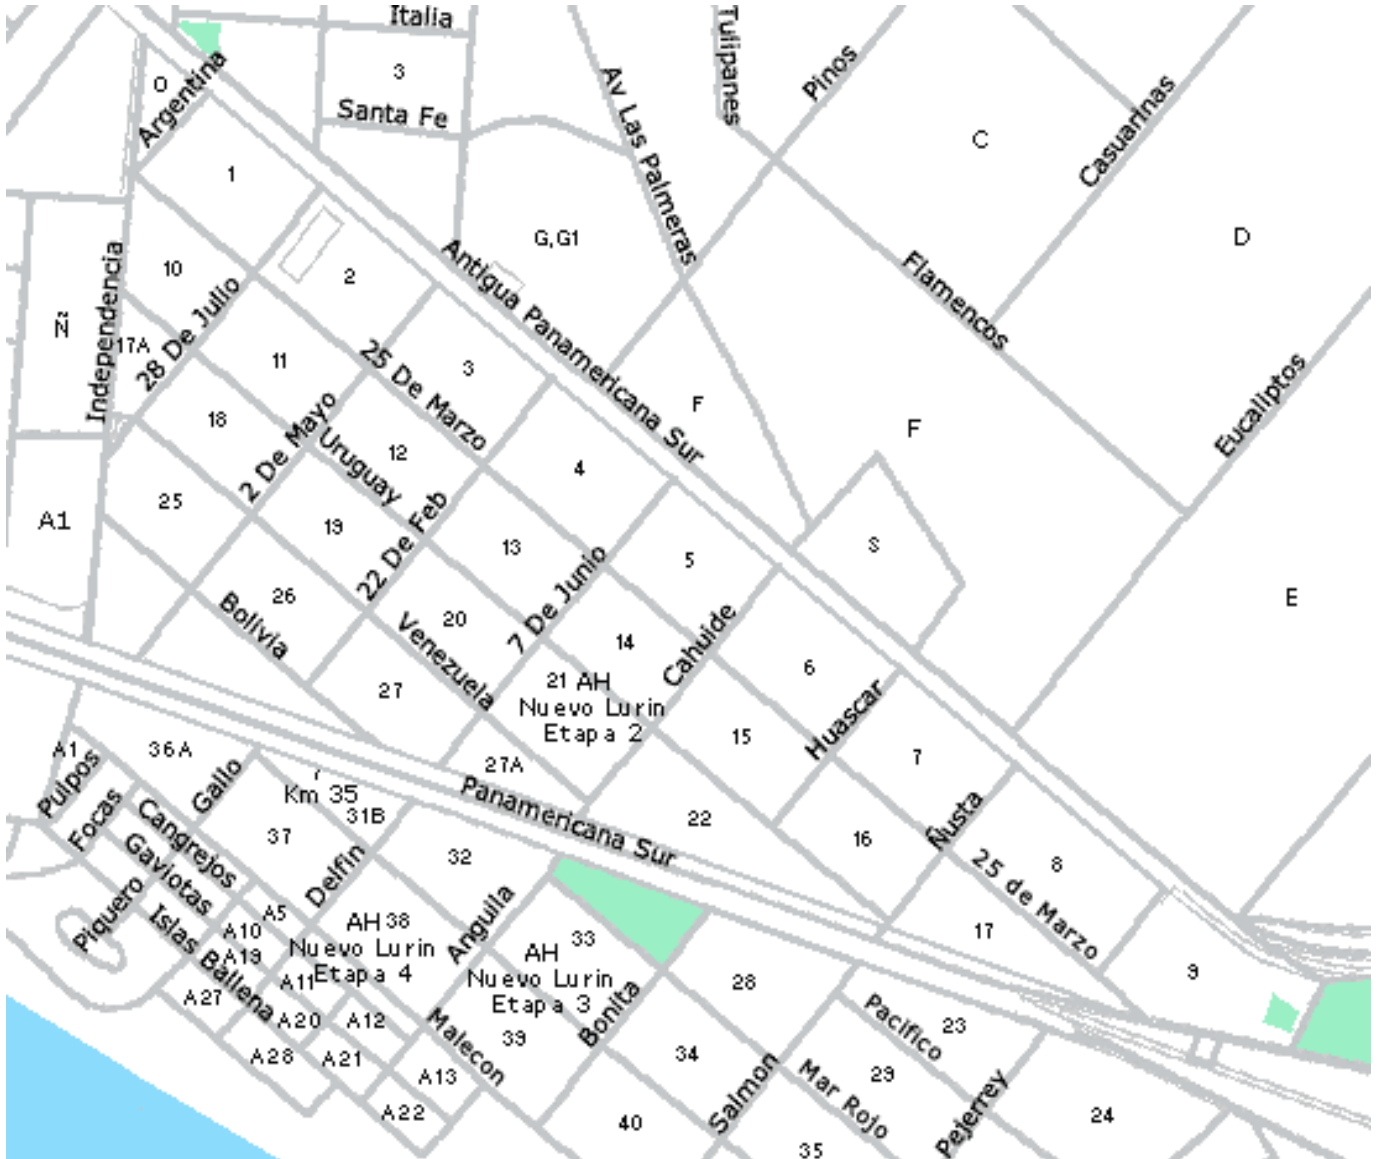 Italia
Tulipanes
O
3
Pinos
Argentina
Santa Fe
Av Las Palmeras
C
Casuarinas
1
G,G1
D
Antigua Panamericana Sur
Flamencos
Independencia
10
2
Ñ
17A
28 De Julio
11
25 De Marzo
3
F
F
Eucaliptos
18
2 De Mayo
Uruguay
12
4
A1
25
19
22 De Feb
13
7 De Junio
5
S
E
Bolivia
26
Venezuela
20
14
Cahuide
6
27
21 AH
Nuevo Lurin
Etapa 2
15
Huascar
7
A1
36A
27A
Pulpos
Focas
Gallo
Km 35
31B
Panamericana Sur
22
16
Ñusta
8
Cangrejos
37
Gaviotas
Delfin
32
25 de Marzo
Piquero
Islas Ballena
A5
A10
A19
A11
AH 38
Nuevo Lurin
Etapa 4
Anguila
33
AH
Nuevo Lurin
Etapa 3
17
9
28
A27
A20
A12
Malecon
39
Bonita
Pacifico
23
A28
A21
A13
34
Salmon
29
Mar Rojo
Pejerrey
A22
40
35
24